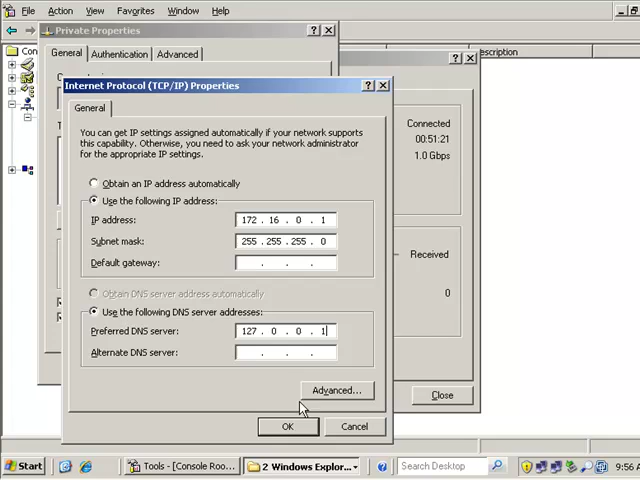 File Action View Favorites Window Help
Private Properties
General Authentication Advanced
Con
escription
Internet Protocol (TCP/IP) Properties
General
You can get IP settings assigned automatically if your network supports
this capability. Otherwise, you need to ask your network administrator
for the appropriate IP settings.
Obtain an IP address automatically
Use the following IP address:
IP address: 172 . 16 . 0 . 1
Subnet mask: 255 . 255 . 255 . 0
Default gateway: . . .
Obtain DNS server address automatically
Use the following DNS server addresses:
Preferred DNS server: 127 . 0 . 0 . 1
Alternate DNS server: . . .
Advanced...
OK Cancel
Connected
00:51:21
1.0 Gbps
Received
0
Close
Start Tools - [Console Roo... 2 Windows Explor... Search Desktop 9:56 A